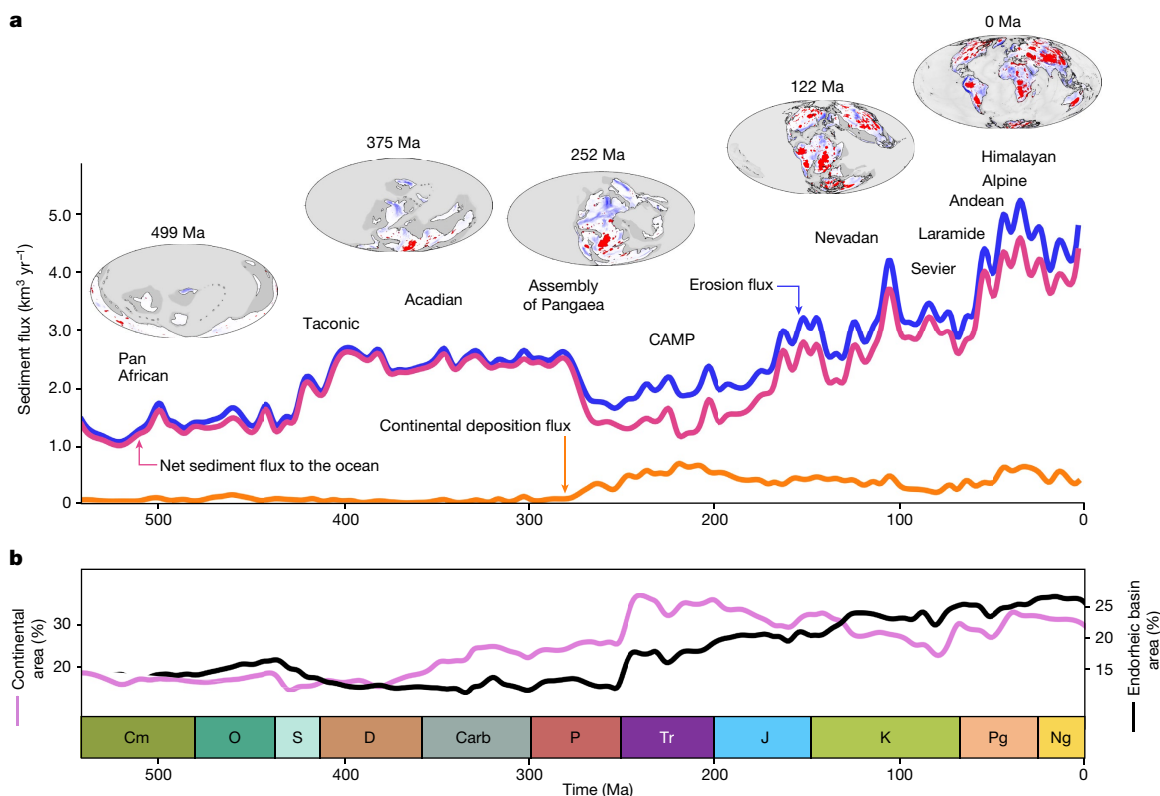 a
0 Ma
122 Ma
375 Ma
252 Ma
499 Ma
Himalayan
Alpine
Andean
Laramide
Sevier
Nevadan
Assembly
of Pangaea
Acadian
Taconic
Pan
African
CAMP
Erosion flux
Continental deposition flux
Net sediment flux to the ocean
Sediment flux (km³ yr⁻¹)
5.0
4.0
3.0
2.0
1.0
0
500
400
300
200
100
0
b
Continental
area (%)
30
20
25
20
15
Endorheic basin
area (%)
Cm
O
S
D
Carb
P
Tr
J
K
Pg
Ng
500
400
300
200
100
0
Time (Ma)